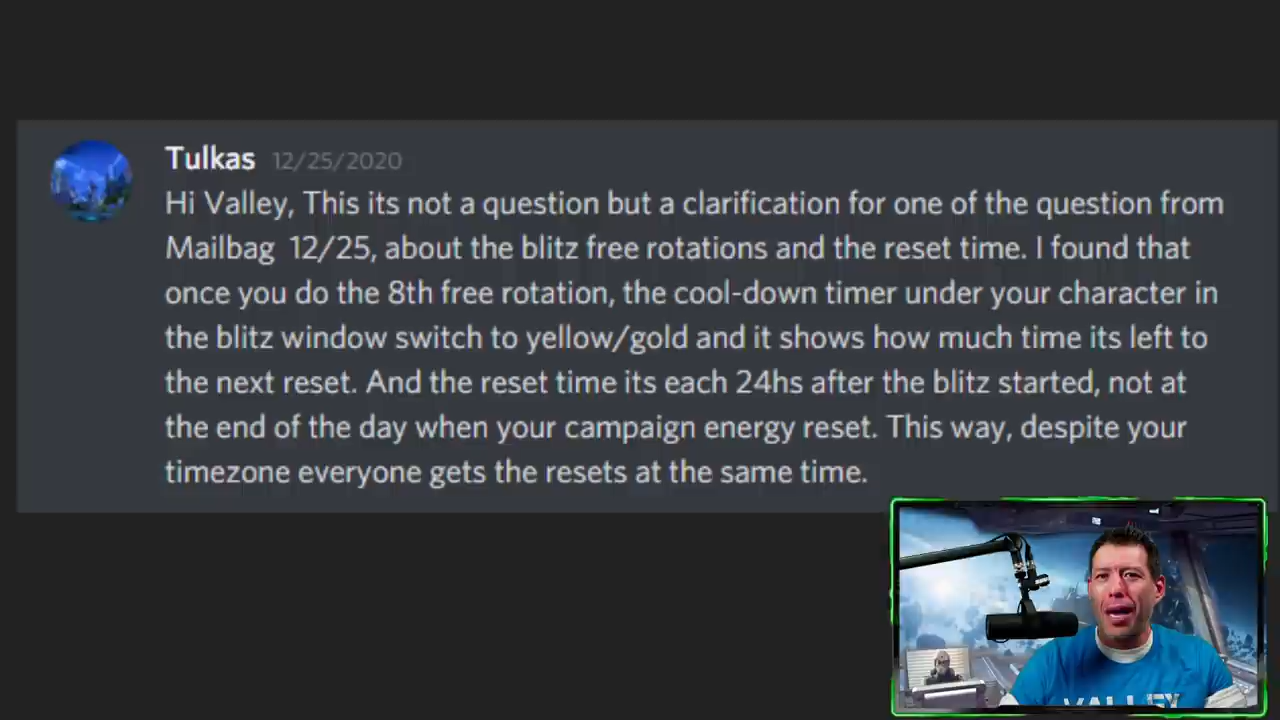 Tulkas 12/25/2020
Hi Valley, This its not a question but a clarification for one of the question from
Mailbag 12/25, about the blitz free rotations and the reset time. I found that
once you do the 8th free rotation, the cool-down timer under your character in
the blitz window switch to yellow/gold and it shows how much time its left to
the next reset. And the reset time its each 24hs after the blitz started, not at
the end of the day when your campaign energy reset. This way, despite your
timezone everyone gets the resets at the same time.
VALLEY